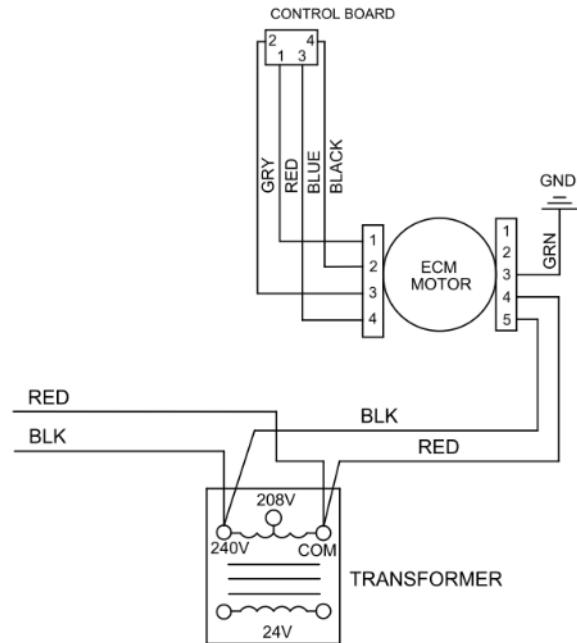 CONTROL BOARD
2 4
1 3
GRY
RED
BLUE
BLACK
GND
GRN
1
2
3
4
ECM
MOTOR
1
2
3
4
5
RED
BLK
BLK
RED
208V
240V COM
TRANSFORMER
24V